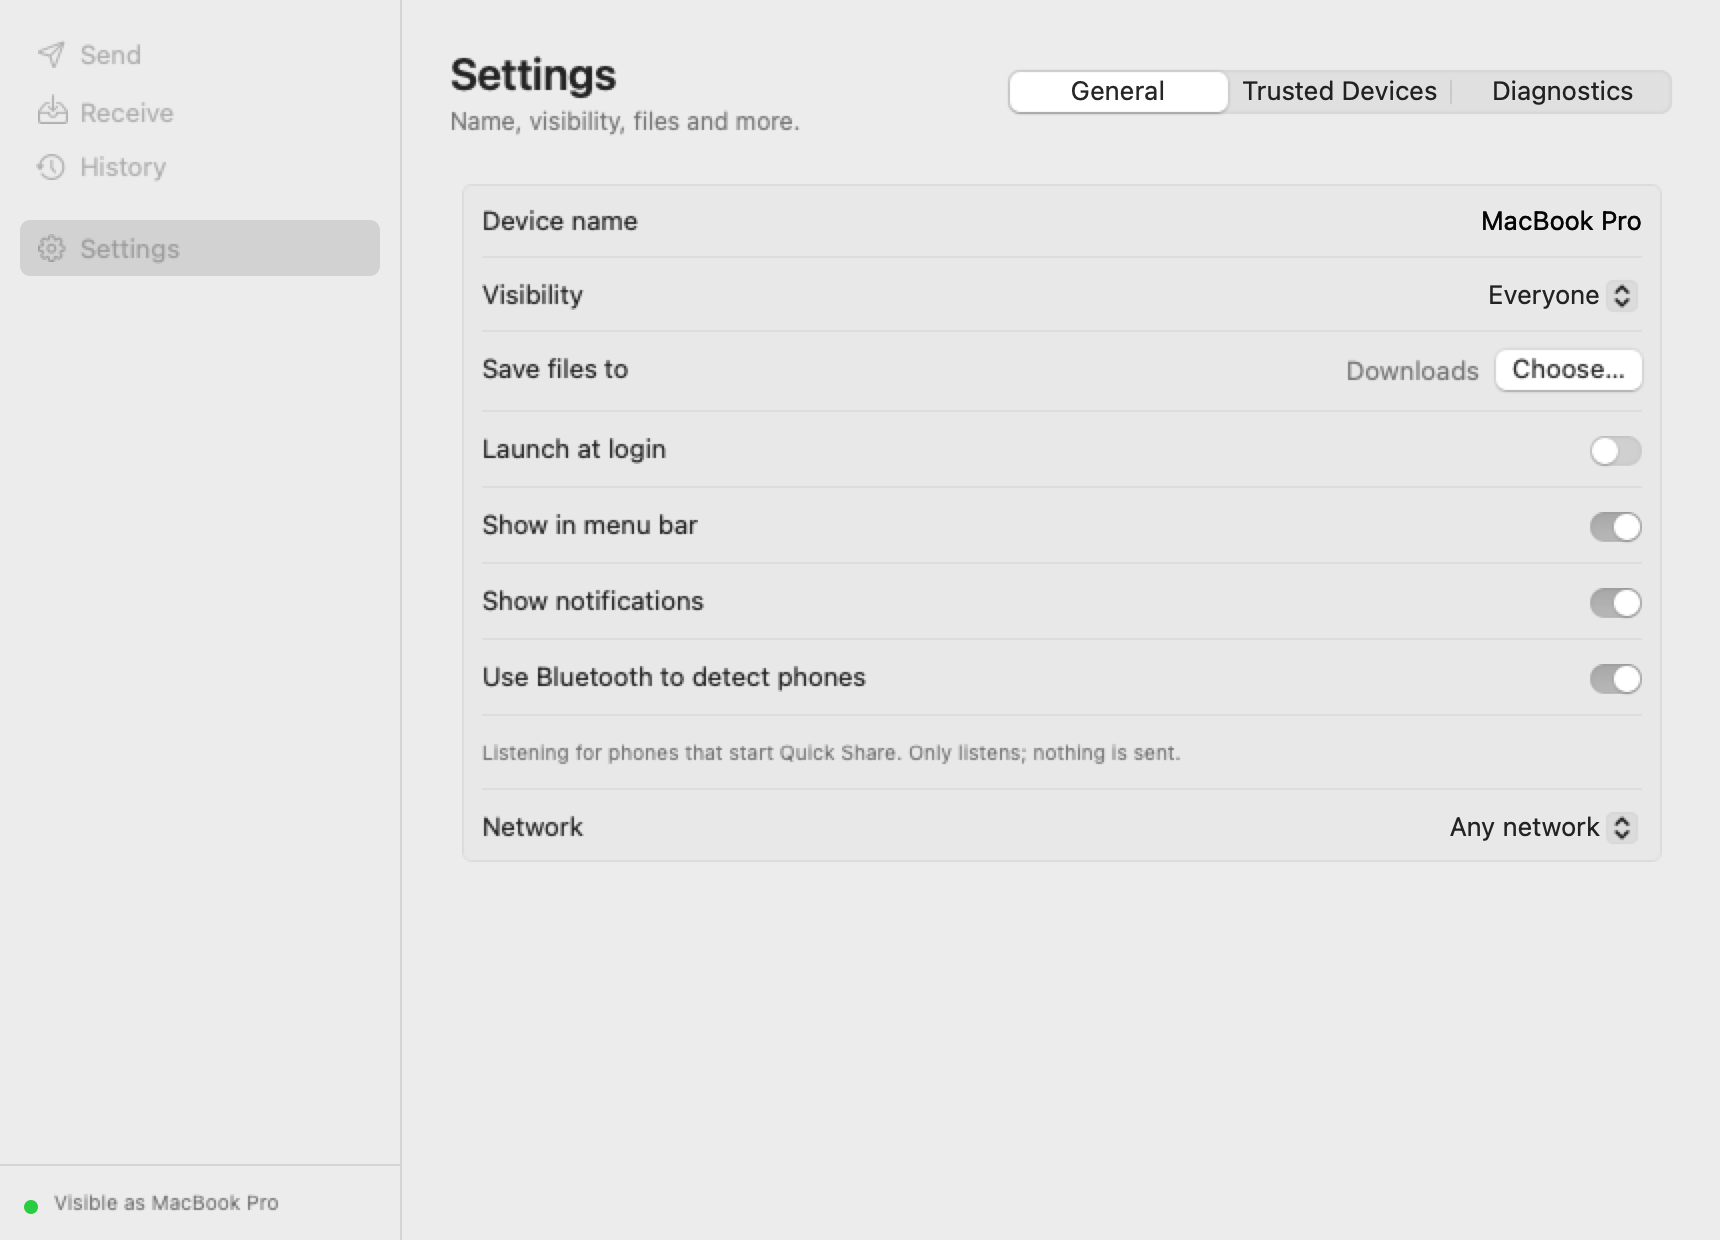 Send
Receive
History
Settings
Visible as MacBook Pro
Settings
Name, visibility, files and more.
General Trusted Devices Diagnostics
Device name MacBook Pro
Visibility Everyone
Save files to Downloads Choose...
Launch at login
Show in menu bar
Show notifications
Use Bluetooth to detect phones
Listening for phones that start Quick Share. Only listens; nothing is sent.
Network Any network